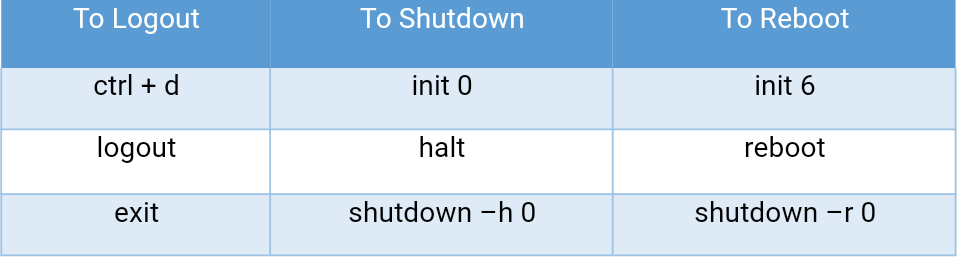 To Logout To Shutdown To Reboot
ctrl + d init 0 init 6
logout halt reboot
exit shutdown –h 0 shutdown –r 0